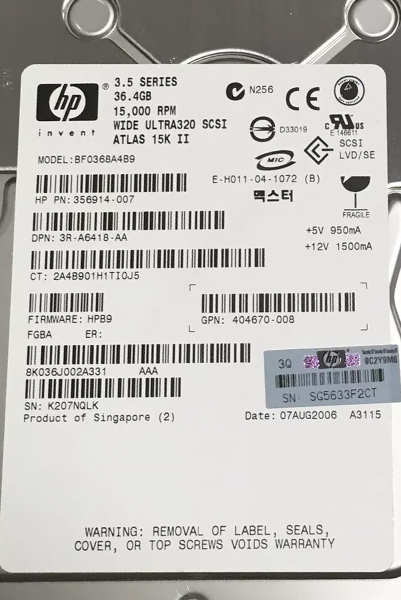 hp
®
invent
3.5 SERIES
36.4GB
15,000 RPM
WIDE ULTRA320 SCSI
ATLAS 15K II
N256
CE
D33019
c UL US
E 146611
SCSI
LVD/SE
MODEL:BF0368A4B9
MIC
E-H011-04-1072 (B)
맥스터
FRAGILE
HP PN: 356914-007
+5V 950mA
+12V 1500mA
DPN: 3R-A6418-AA
CT: 2A4B901H1TI0J5
FIRMWARE: HPB9
GPN: 404670-008
FGBA ER:
8K036J002A331 AAA
3Q hp 9C2Y9M6
SN: SG5633F2CT
SN: K207NQLK
Product of Singapore (2)
Date: 07AUG2006 A3115
WARNING: REMOVAL OF LABEL, SEALS,
COVER, OR TOP SCREWS VOIDS WARRANTY